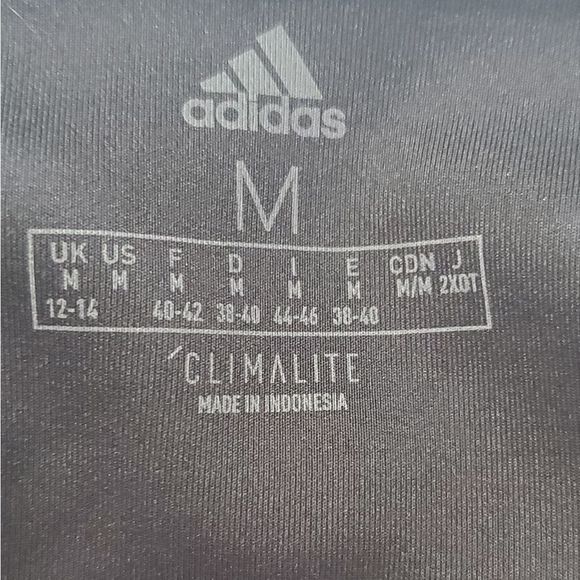 adidas
M
UK US F D I E CDN J
M M M M M M M/M 2XOT
12-14 40-42 38-40 44-46 38-40
CLIMALITE
MADE IN INDONESIA